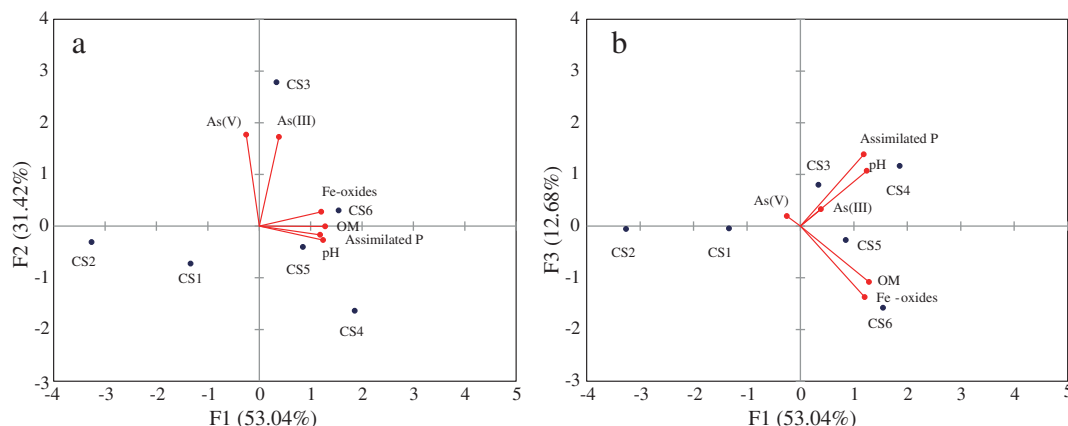 a
4
3
2
1
0
-1
-2
-3
F2 (31.42%)
CS3
As(V)
As(III)
Fe-oxides
CS6
OM
Assimilated P
pH
CS2
CS5
CS1
CS4
-4
-3
-2
-1
0
1
2
3
4
5
F1 (53.04%)
b
4
3
2
1
0
-1
-2
-3
F3 (12.68%)
Assimilated P
CS3
pH
CS4
As(V)
As(III)
CS2
CS1
CS5
OM
Fe -oxides
CS6
-4
-3
-2
-1
0
1
2
3
4
5
F1 (53.04%)